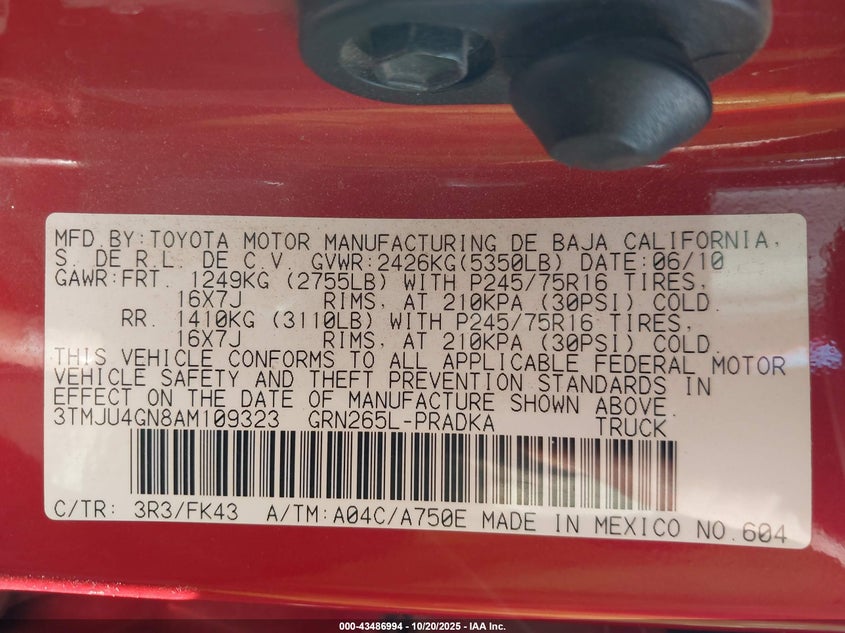 MFD.BY:TOYOTA MOTOR MANUFACTURING DE BAJA CALIFORNIA,
S. DE R.L. DE C.V. GVWR:2426KG(5350LB) DATE:06/10
GAWR:FRT. 1249KG (2755LB) WITH P245/75R16 TIRES,
16X7J RIMS, AT 210KPA (30PSI) COLD.
RR. 1410KG (3110LB) WITH P245/75R16 TIRES,
16X7J RIMS, AT 210KPA (30PSI) COLD.
THIS VEHICLE CONFORMS TO ALL APPLICABLE FEDERAL MOTOR
VEHICLE SAFETY AND THEFT PREVENTION STANDARDS IN
EFFECT ON THE DATE OF MANUFACTURE SHOWN ABOVE.
3TMJU4GN8AM109323 GRN265L-PRADKA TRUCK
C/TR: 3R3/FK43 A/TM:A04C/A750E MADE IN MEXICO NO.604
000-43486994 | 10/20/2025 - IAA Inc.